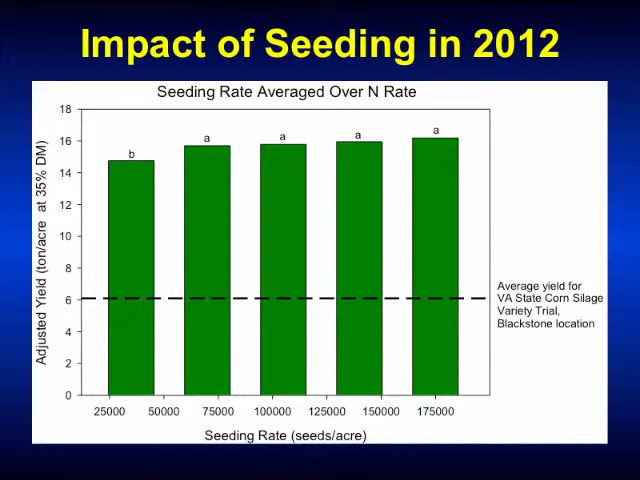 Impact of Seeding in 2012
Seeding Rate Averaged Over N Rate
Adjusted Yield (ton/acre at 35% DM)
18
16
14
12
10
8
6
4
2
0
b
a
a
a
a
Average yield for
VA State Corn Silage
Variety Trial,
Blackstone location
25000 50000 75000 100000 125000 150000 175000
Seeding Rate (seeds/acre)